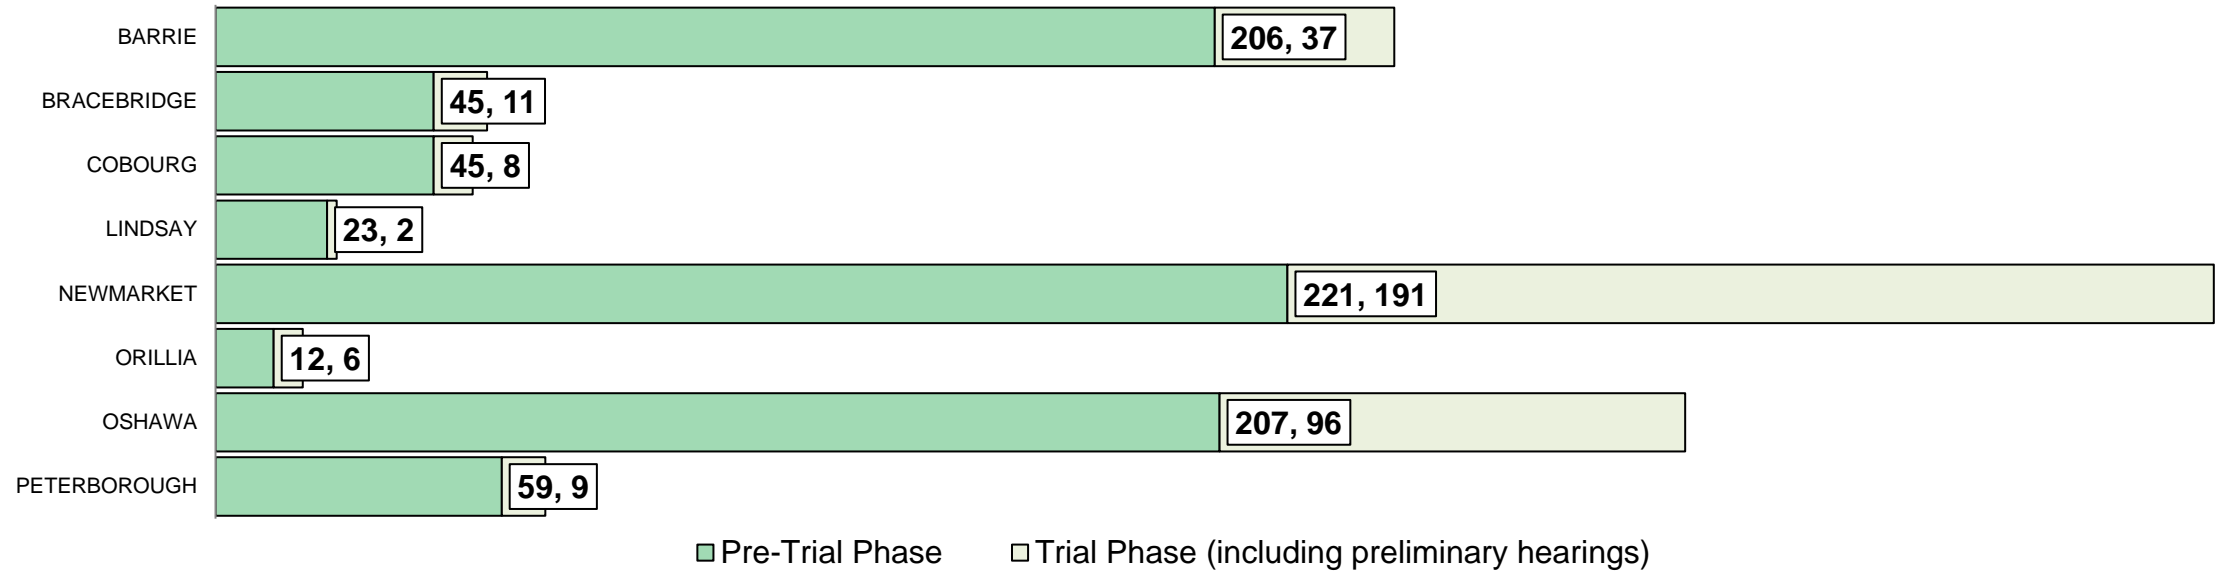 BARRIE
206, 37
BRACEBRIDGE
45, 11
COBOURG
45, 8
LINDSAY
23, 2
NEWMARKET
221, 191
ORILLIA
12, 6
OSHAWA
207, 96
PETERBOROUGH
59, 9
Pre-Trial Phase
Trial Phase (including preliminary hearings)